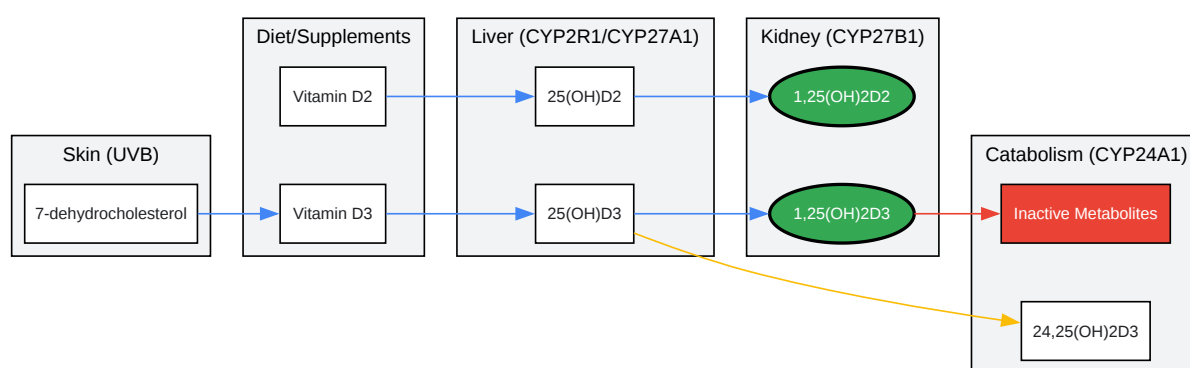 Diet/Supplements
Liver (CYP2R1/CYP27A1)
Kidney (CYP27B1)
Vitamin D2
25(OH)D2
1,25(OH)2D2
Skin (UVB)
Catabolism (CYP24A1)
7-dehydrocholesterol
Vitamin D3
25(OH)D3
1,25(OH)2D3
Inactive Metabolites
24,25(OH)2D3